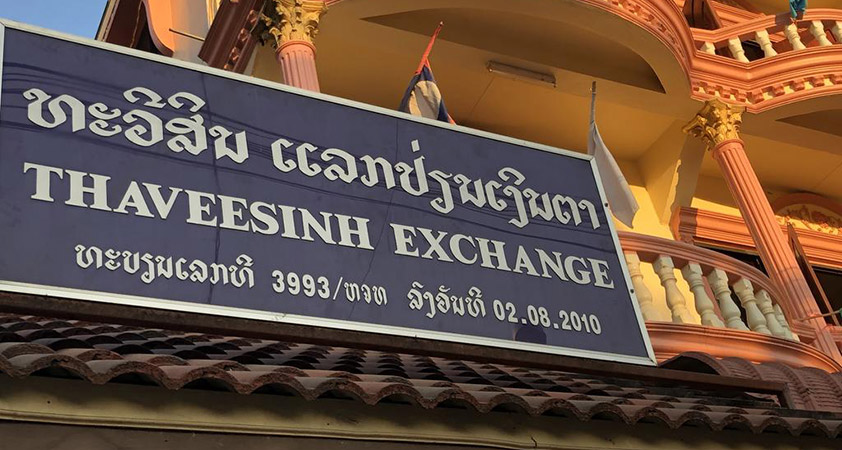 ທະວີສິນ ແລກປ່ຽນເງິນຕາ
THAVEESINH EXCHANGE
ທະບຽນເລກທີ 3993/ຫວທ ລົງວັນທີ 02.08.2010